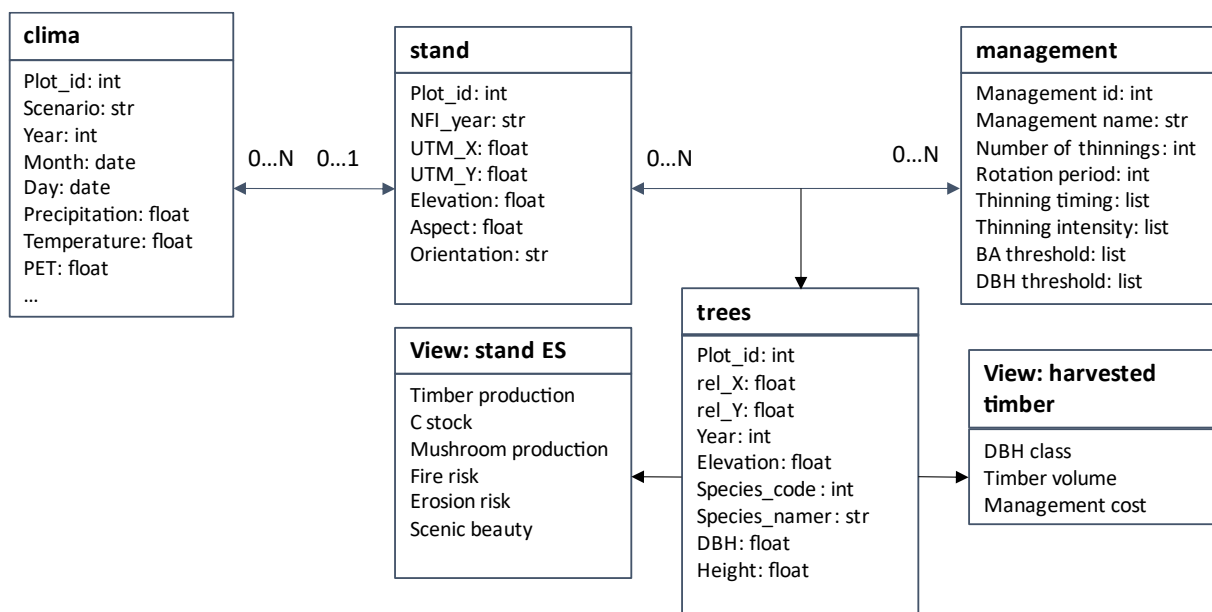 clima
Plot_id: int
Scenario: str
Year: int
Month: date
Day: date
Precipitation: float
Temperature: float
PET: float
...
0...N
0...1
stand
Plot_id: int
NFI_year: str
UTM_X: float
UTM_Y: float
Elevation: float
Aspect: float
Orientation: str
0...N
0...N
management
Management id: int
Management name: str
Number of thinnings: int
Rotation period: int
Thinning timing: list
Thinning intensity: list
BA threshold: list
DBH threshold: list
View: stand ES
Timber production
C stock
Mushroom production
Fire risk
Erosion risk
Scenic beauty
trees
Plot_id: int
rel_X: float
rel_Y: float
Year: int
Elevation: float
Species_code: int
Species_namer: str
DBH: float
Height: float
View: harvested
timber
DBH class
Timber volume
Management cost